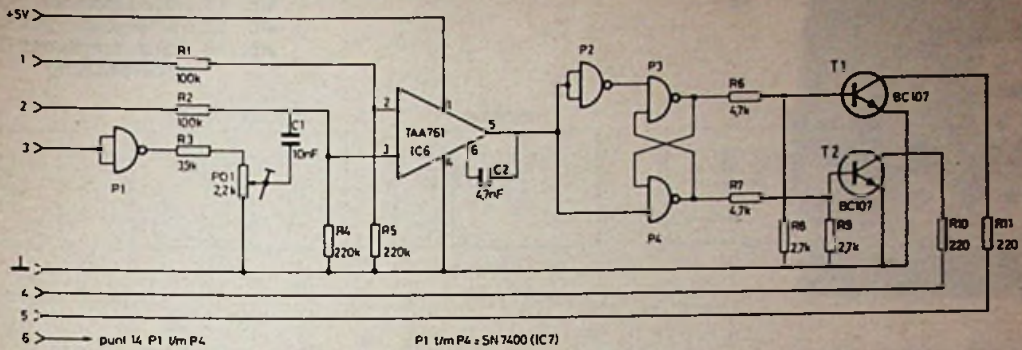 +5V
1
R1
100k
2
R2
100k
C1
10nF
3
P1
R3
PO1
2,2k
R4
220k
R5
220k
2
3
1
TAA761
IC6
4
5
6
C2
4,7nF
P2
P3
P4
R6
4,7k
R7
4,7k
R8
2,7k
R9
2,7k
T1
BC107
T2
BC107
R10
220
R11
220
4
5
6
punt 14 P1 t/m P4
P1 t/m P4 = SN7400 (IC7)